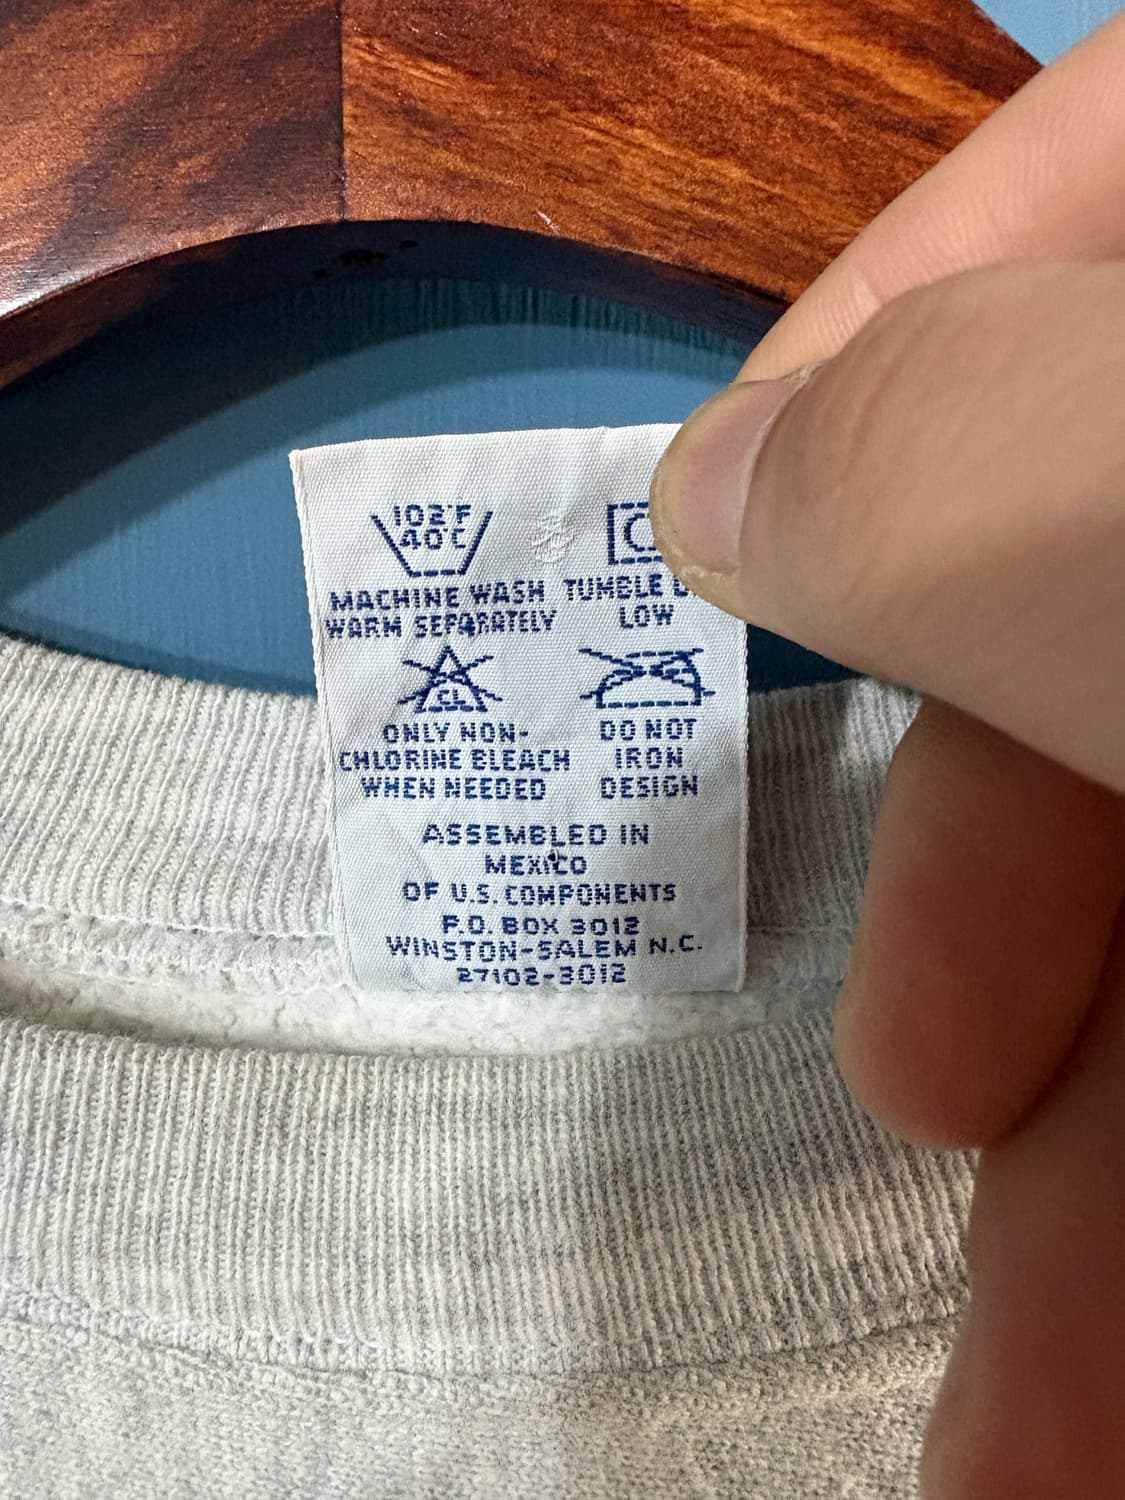 102°F
40°C
MACHINE WASH
WARM SEPARATELY
TUMBLE
LOW
CL
ONLY NON-
CHLORINE BLEACH
WHEN NEEDED
DO NOT
IRON
DESIGN
ASSEMBLED IN
MEXICO
OF U.S. COMPONENTS
P.O. BOX 3012
WINSTON-SALEM N.C.
27102-3012